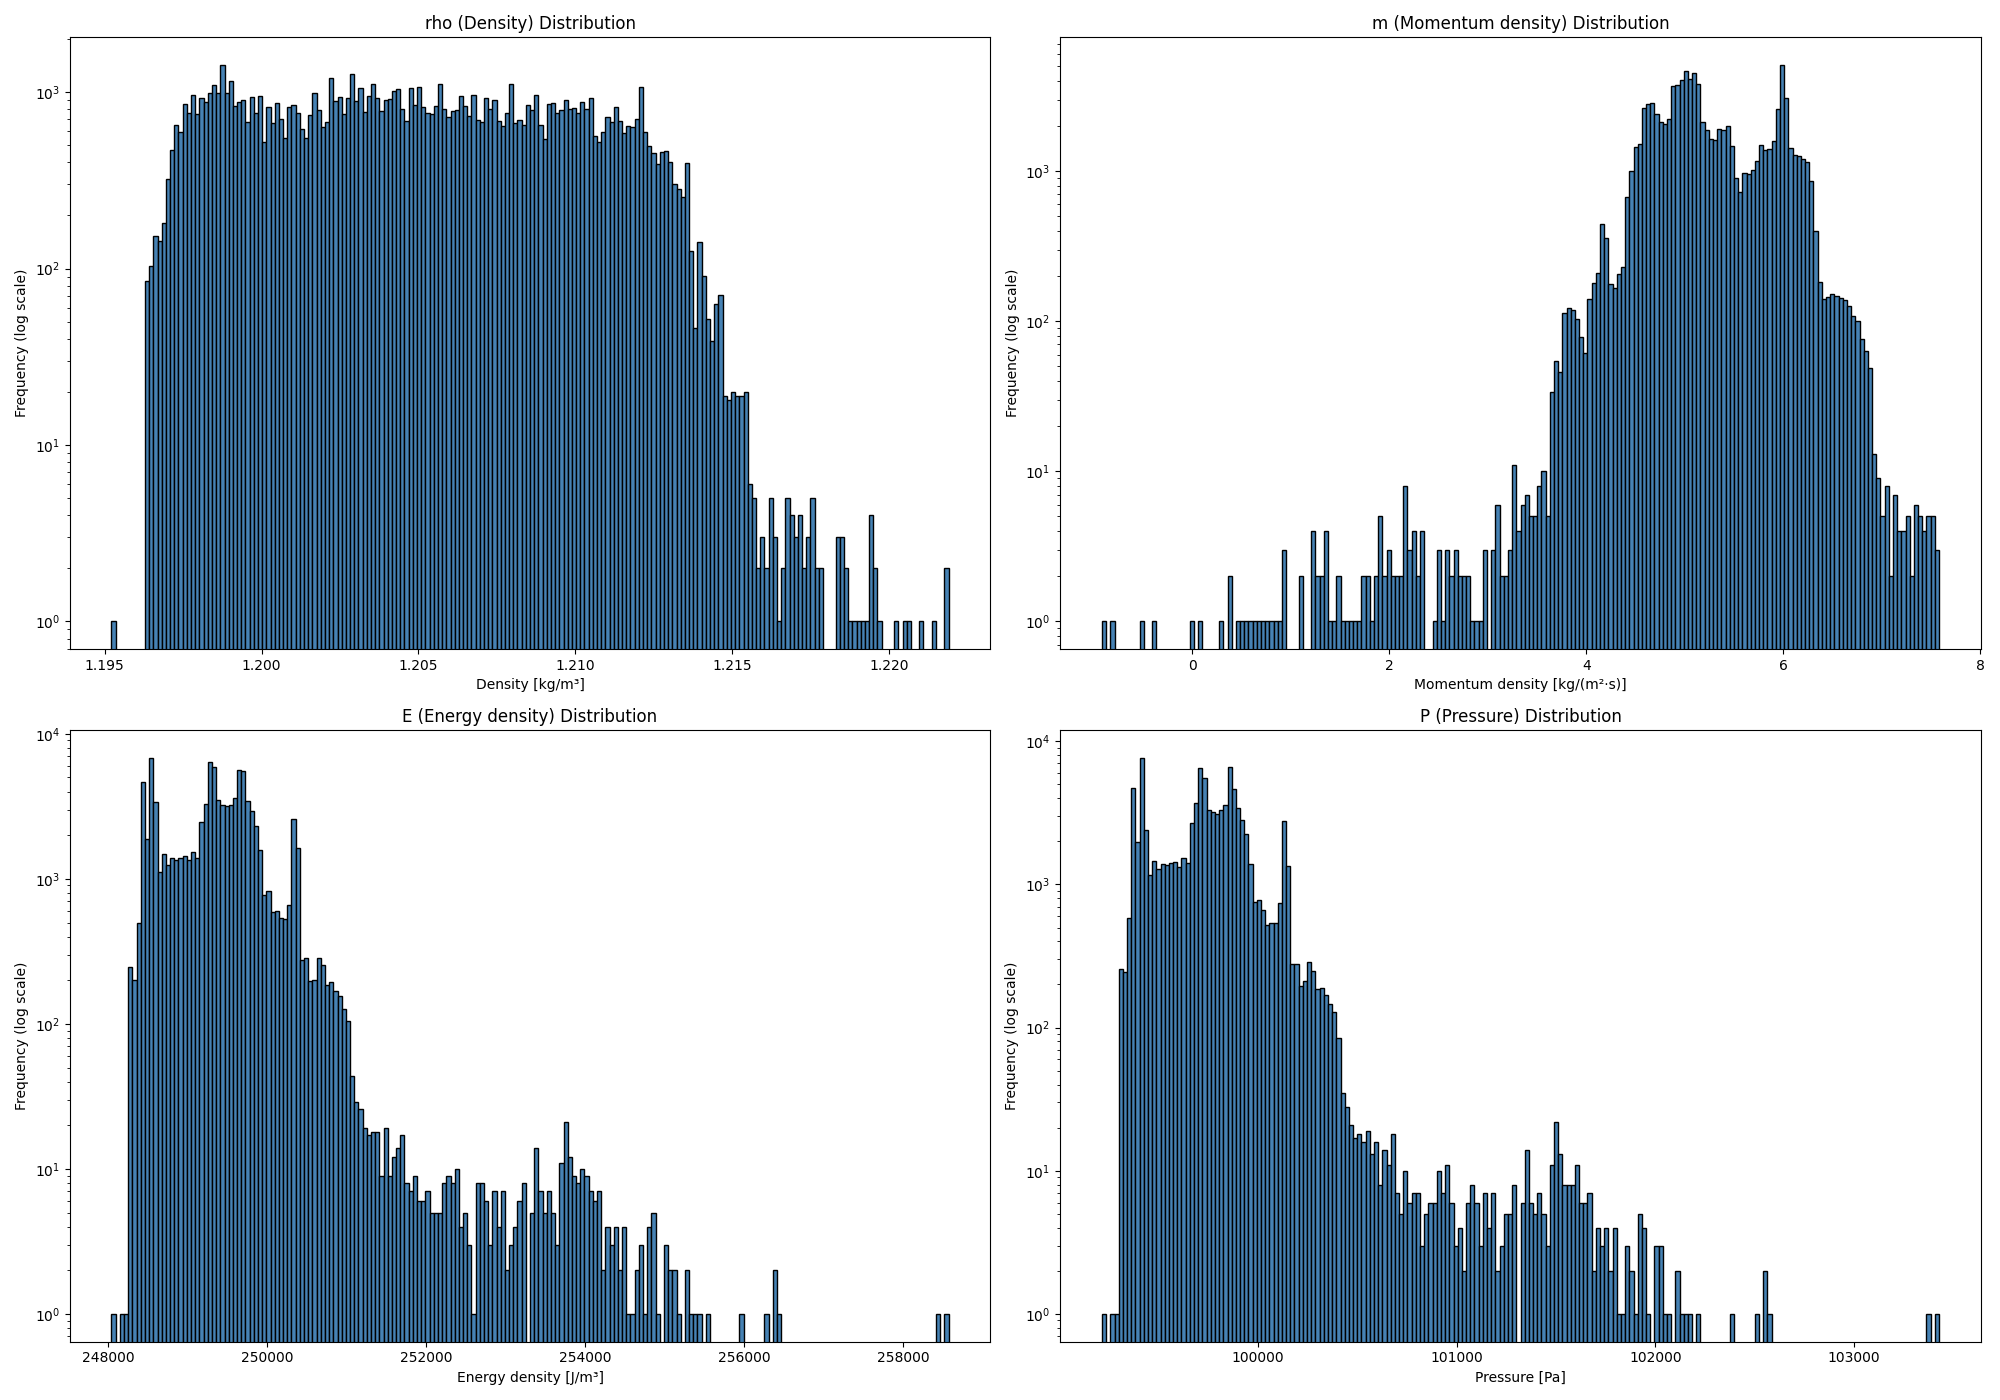 rho (Density) Distribution
Frequency (log scale)
10³
10²
10¹
10⁰
1.195 1.200 1.205 1.210 1.215 1.220
Density [kg/m³]
m (Momentum density) Distribution
Frequency (log scale)
10³
10²
10¹
10⁰
0 2 4 6 8
Momentum density [kg/(m²·s)]
E (Energy density) Distribution
Frequency (log scale)
10⁴
10³
10²
10¹
10⁰
248000 250000 252000 254000 256000 258000
Energy density [J/m³]
P (Pressure) Distribution
Frequency (log scale)
10⁴
10³
10²
10¹
10⁰
100000 101000 102000 103000
Pressure [Pa]